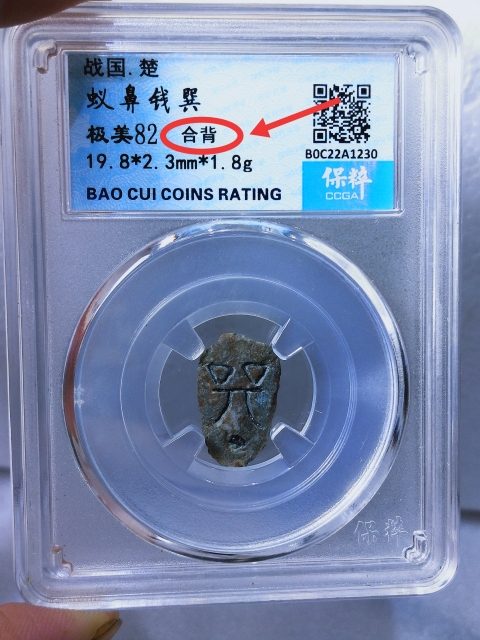 战国.楚
蚁鼻钱巽
极美82 合背
19.8*2.3mm*1.8g
BAO CUI COINS RATING
B0C22A1230
保粹
CCGA
保粹